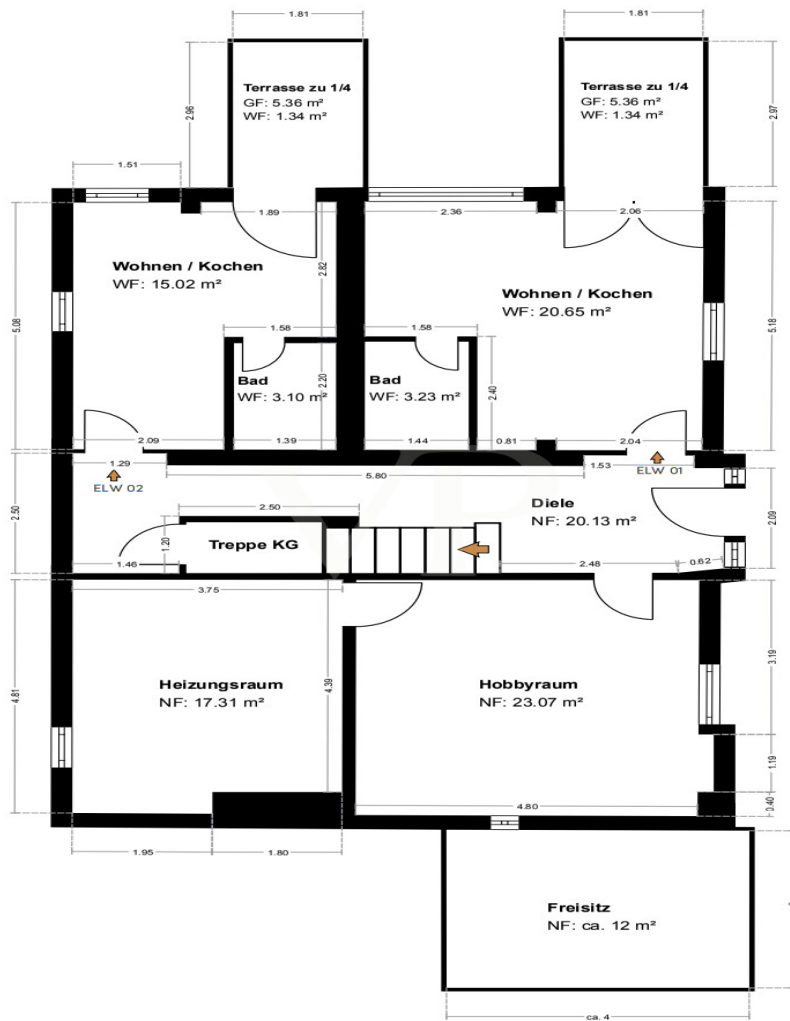 1.81
1.81
2.96
Terrasse zu 1/4
GF: 5.36 m²
WF: 1.34 m²
Terrasse zu 1/4
GF: 5.36 m²
WF: 1.34 m²
2.97
1.51
1.89
2.36
2.06
5.08
Wohnen / Kochen
WF: 15.02 m²
2.82
Wohnen / Kochen
WF: 20.65 m²
5.18
1.58
1.58
Bad
WF: 3.10 m²
2.20
Bad
WF: 3.23 m²
2.40
2.09
1.39
1.44
0.81
2.04
1.29
ELW 02
5.80
1.53
ELW 01
2.50
2.50
Diele
NF: 20.13 m²
2.09
1.20
Treppe KG
1.46
2.48
0.62
3.75
Heizungsraum
NF: 17.31 m²
4.39
4.81
Hobbyraum
NF: 23.07 m²
3.19
1.19
0.40
4.80
1.95
1.80
Freisitz
NF: ca. 12 m²
ca. 4